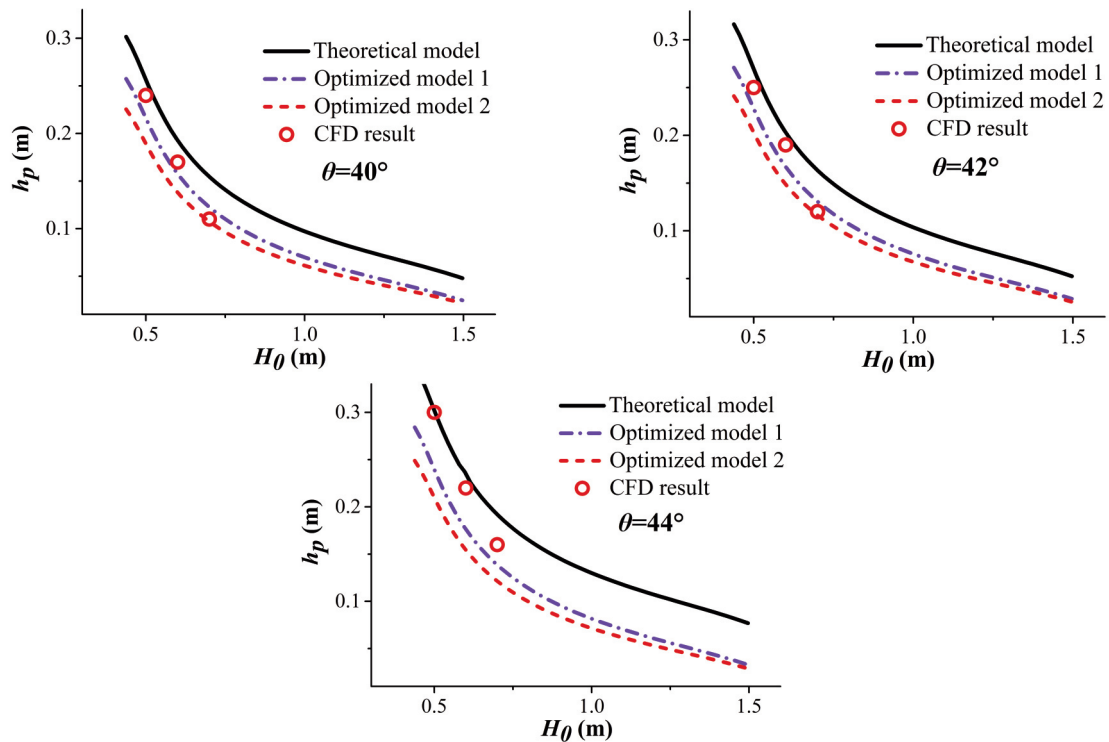 0.3
0.2
0.1
h_p (m)
Theoretical model
Optimized model 1
Optimized model 2
CFD result
θ=40°
0.5
1.0
1.5
H_0 (m)
0.3
0.2
0.1
h_p (m)
Theoretical model
Optimized model 1
Optimized model 2
CFD result
θ=42°
0.5
1.0
1.5
H_0 (m)
0.3
0.2
0.1
h_p (m)
Theoretical model
Optimized model 1
Optimized model 2
CFD result
θ=44°
0.5
1.0
1.5
H_0 (m)